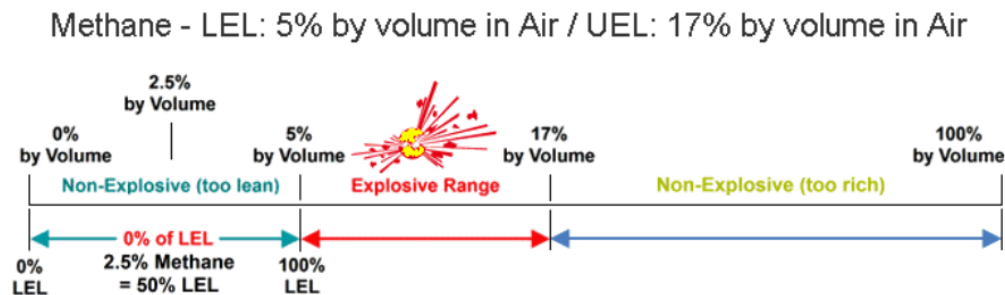 Methane - LEL: 5% by volume in Air / UEL: 17% by volume in Air
2.5%
by Volume
0%
by Volume
5%
by Volume
17%
by Volume
100%
by Volume
Non-Explosive (too lean)
Explosive Range
Non-Explosive (too rich)
0% of LEL
0%
LEL
2.5% Methane
= 50% LEL
100%
LEL